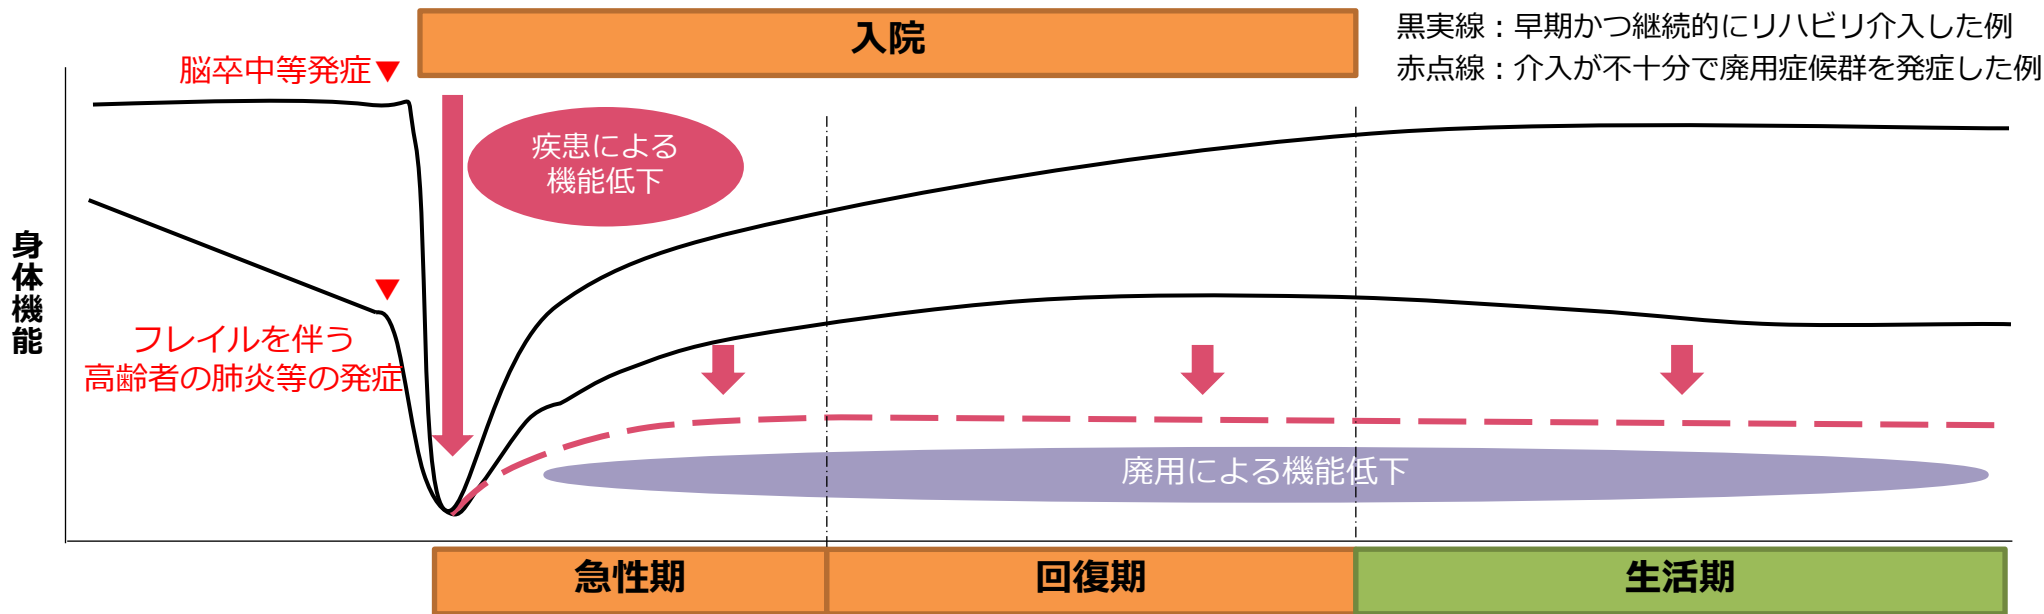 入院
黒実線：早期かつ継続的にリハビリ介入した例
赤点線：介入が不十分で廃用症候群を発症した例
脳卒中等発症▼
疾患による
機能低下
身体機能
▼
フレイルを伴う
高齢者の肺炎等の発症
廃用による機能低下
急性期
回復期
生活期